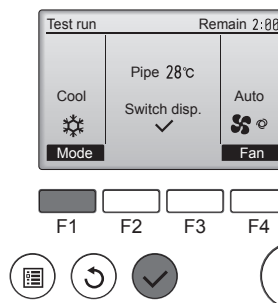 Test run Remain 2:00
Pipe 28℃
Cool Switch disp. Auto
Mode Fan
F1 F2 F3 F4